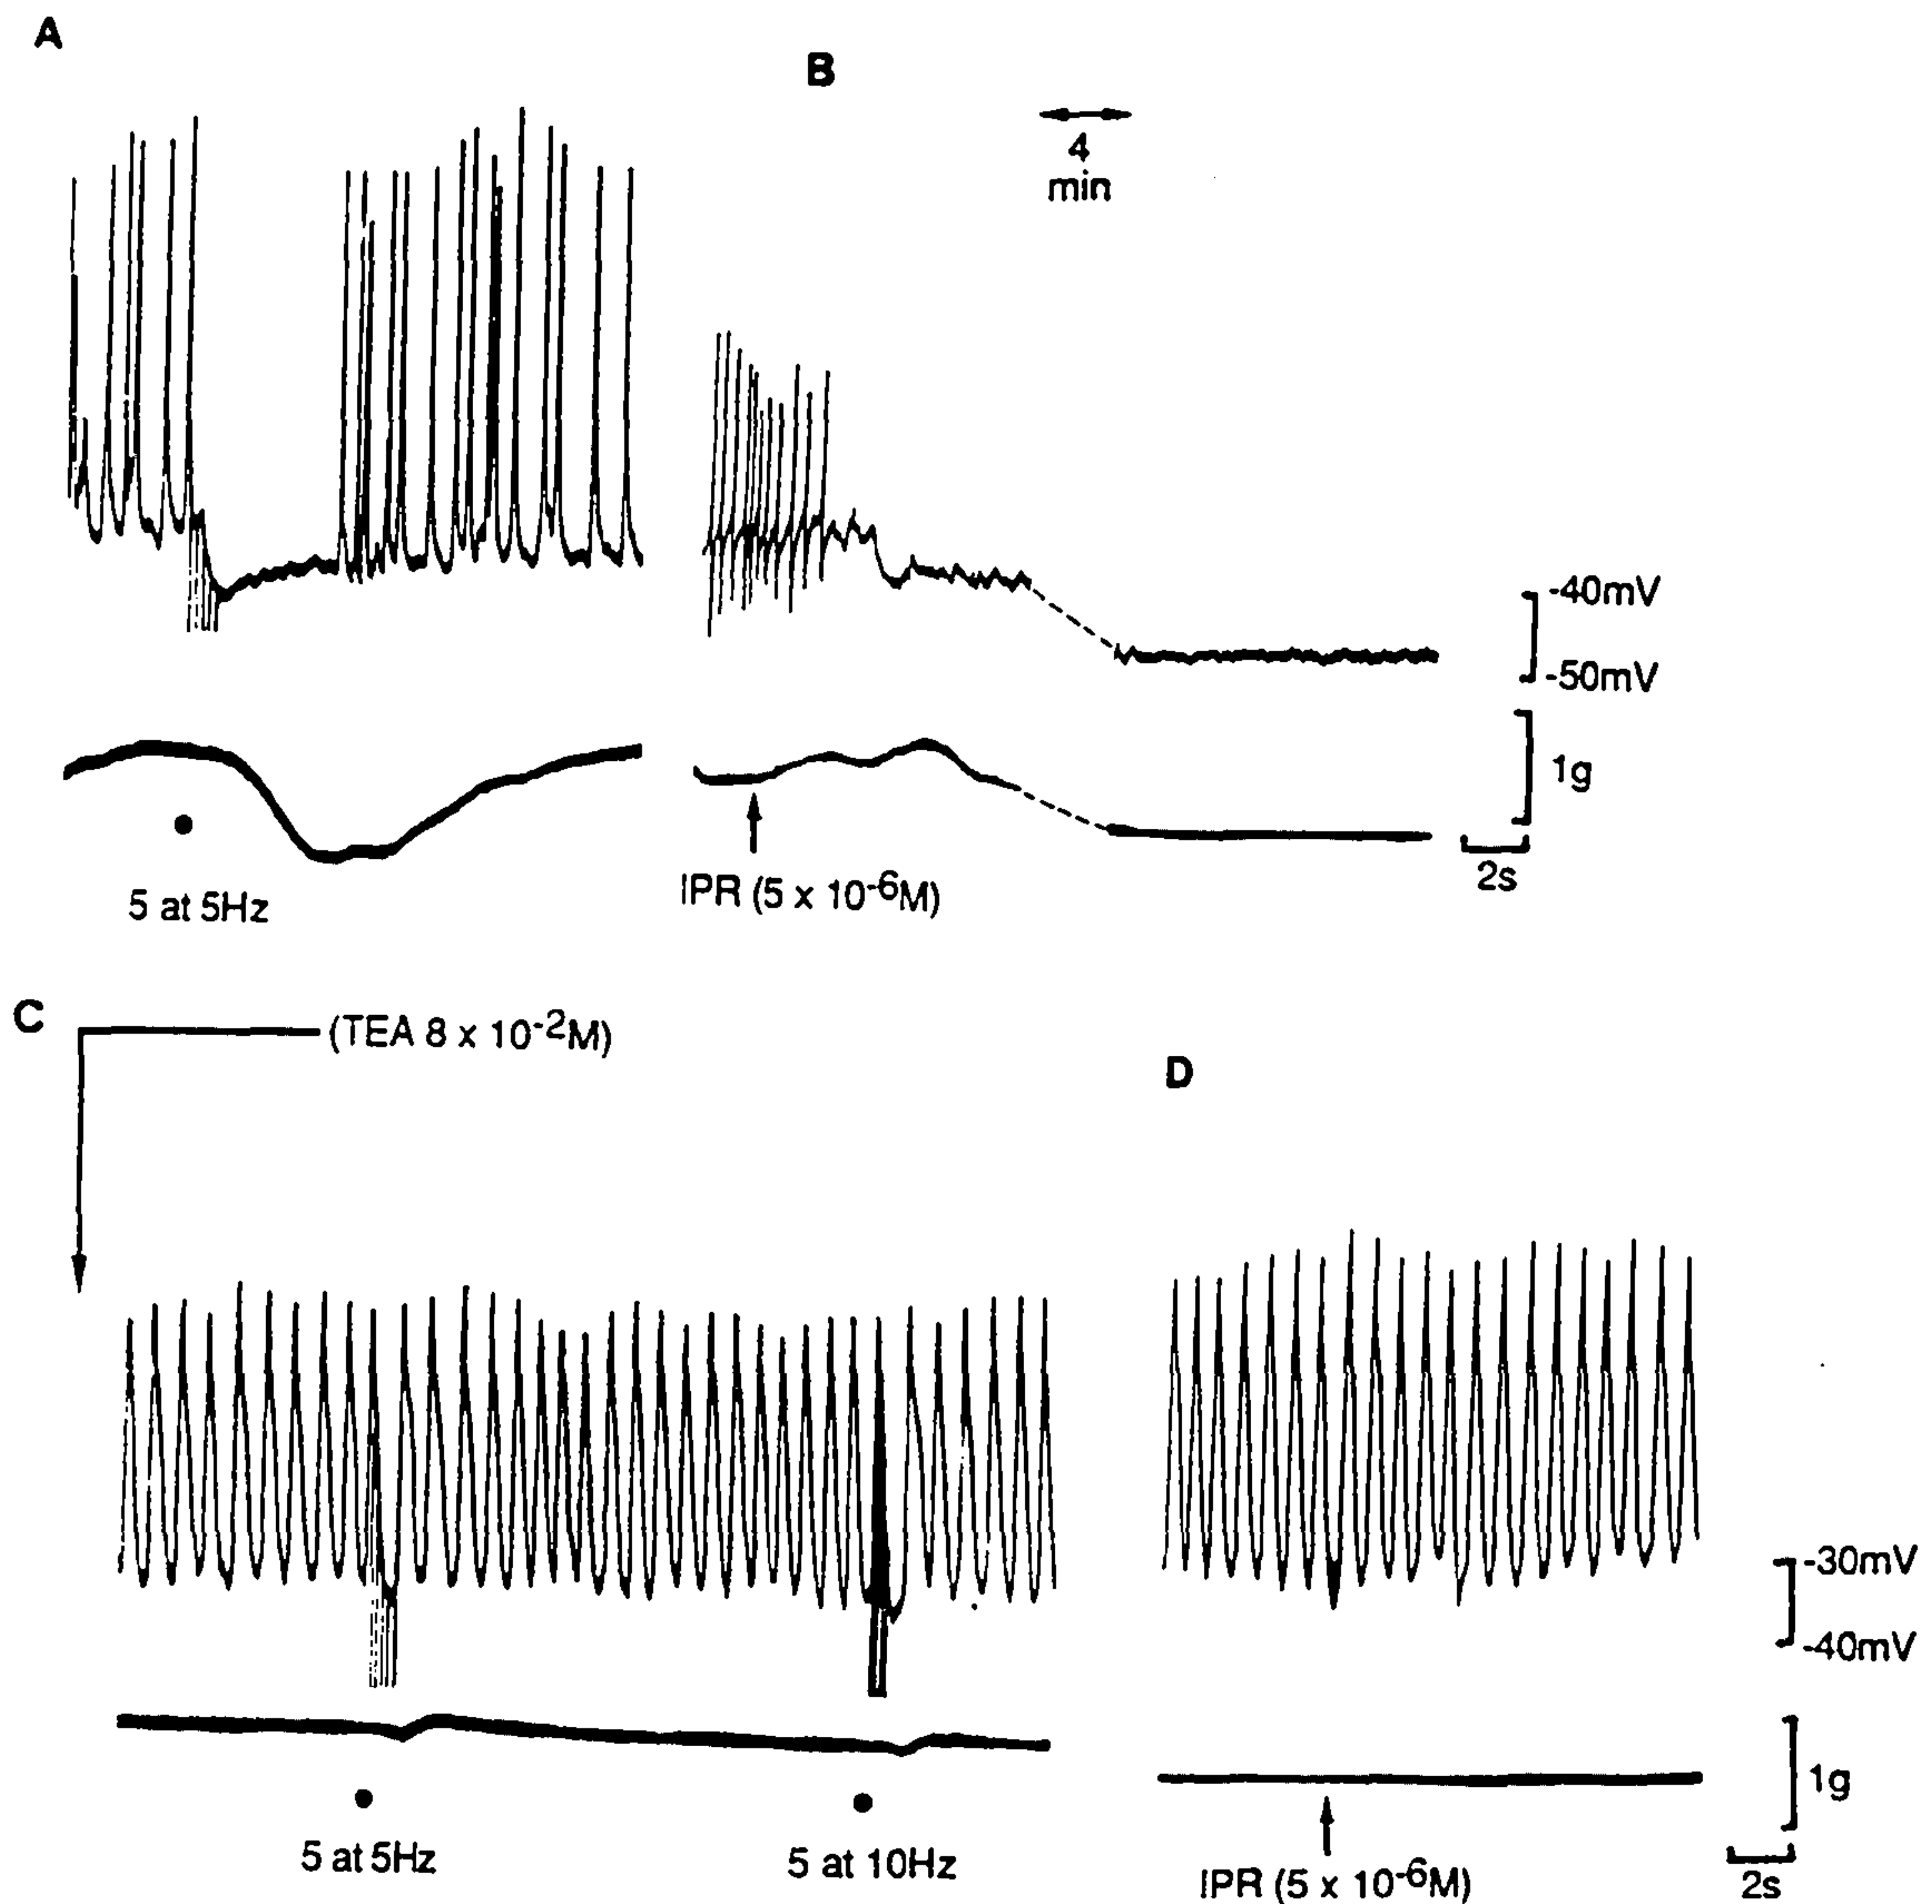 A
B
4
min
-40mV
-50mV
1g
2s
5 at 5Hz
IPR (5 x 10⁻⁶M)
C
(TEA 8 x 10⁻²M)
D
-30mV
-40mV
1g
2s
5 at 5Hz
5 at 10Hz
IPR (5 x 10⁻⁶M)